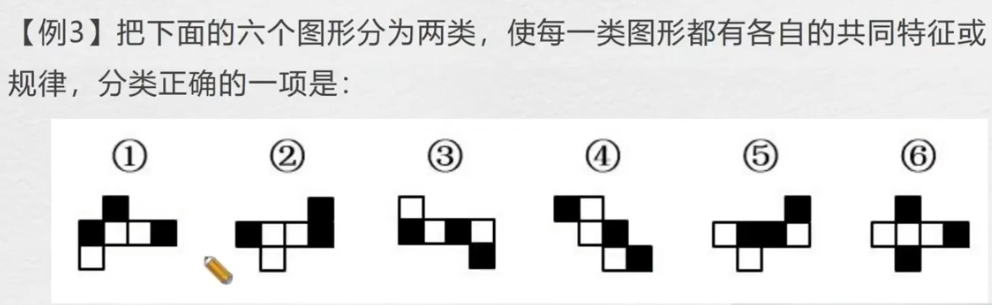 【例3】把下面的六个图形分为两类，使每一类图形都有各自的共同特征或
规律，分类正确的一项是：
① ② ③ ④ ⑤ ⑥